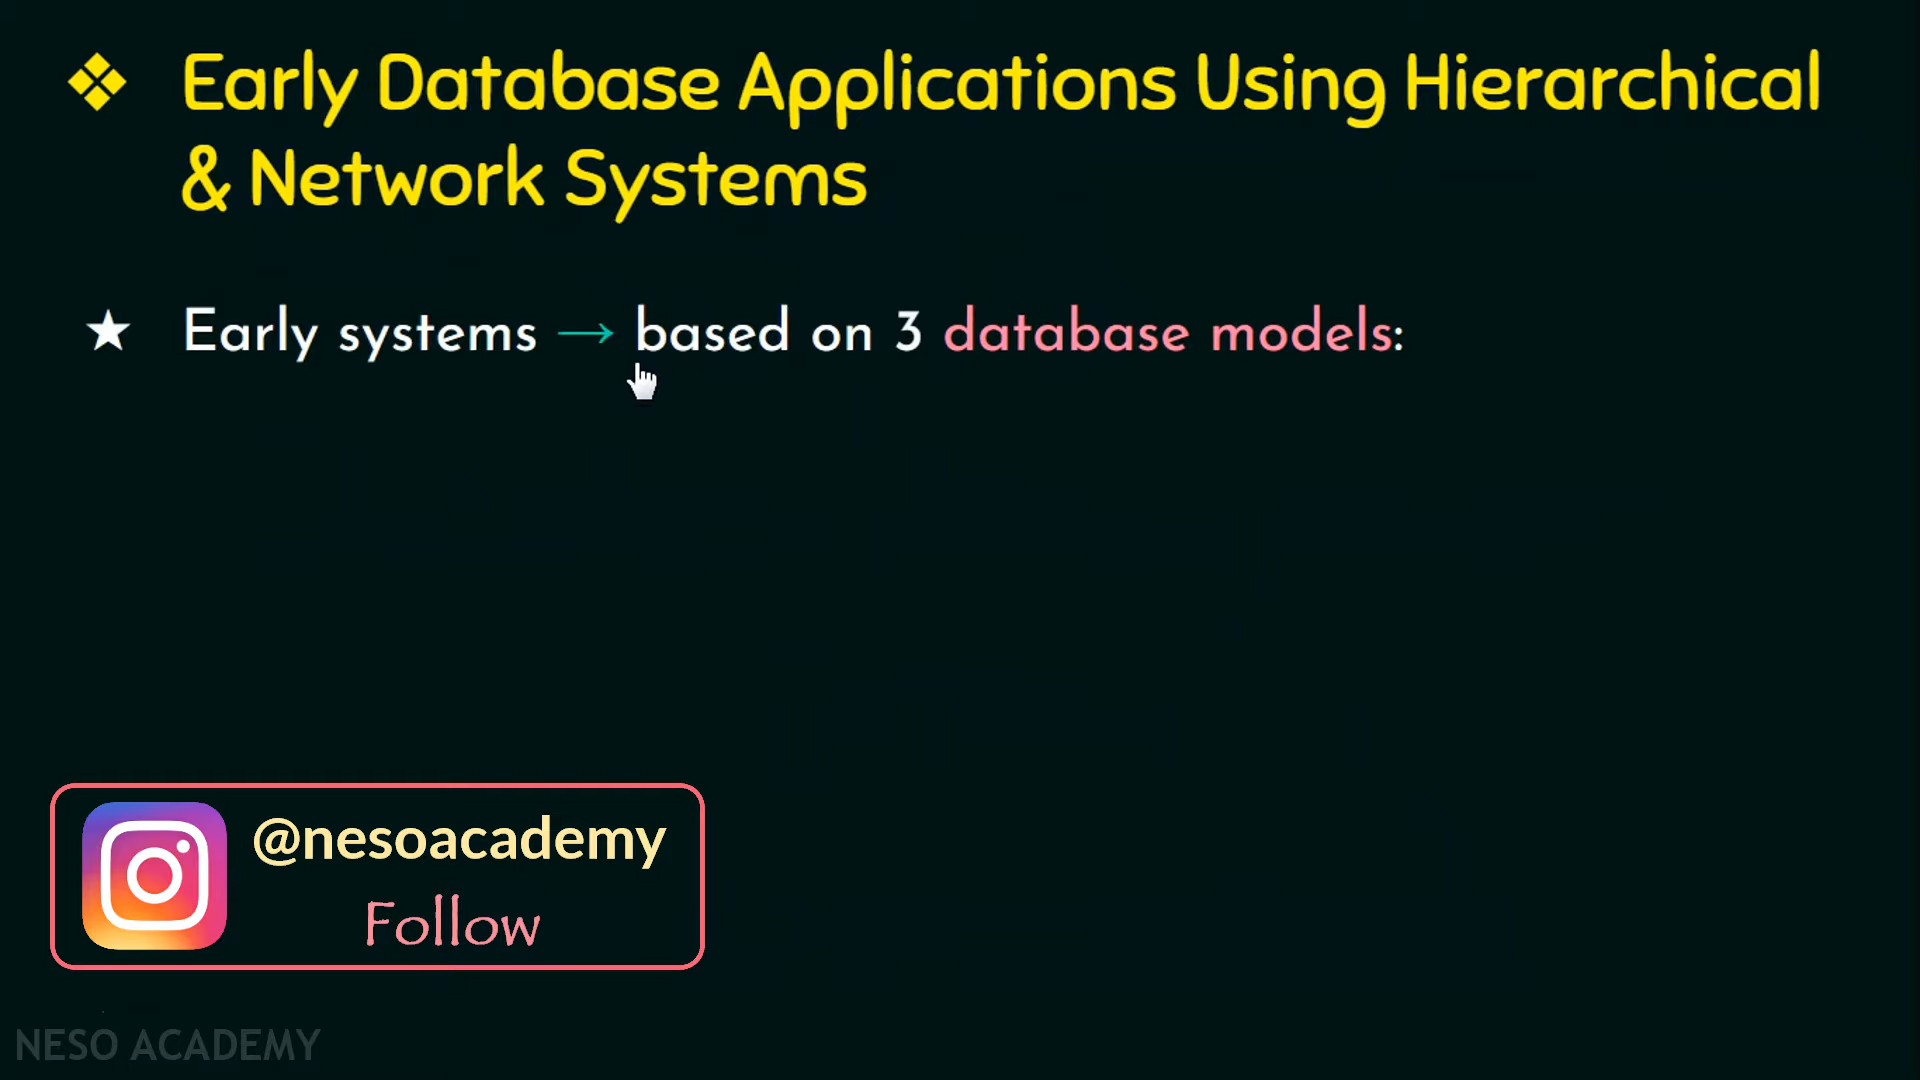 ❖ Early Database Applications Using Hierarchical
& Network Systems
★ Early systems → based on 3 database models:
@nesoacademy
Follow
NESO ACADEMY